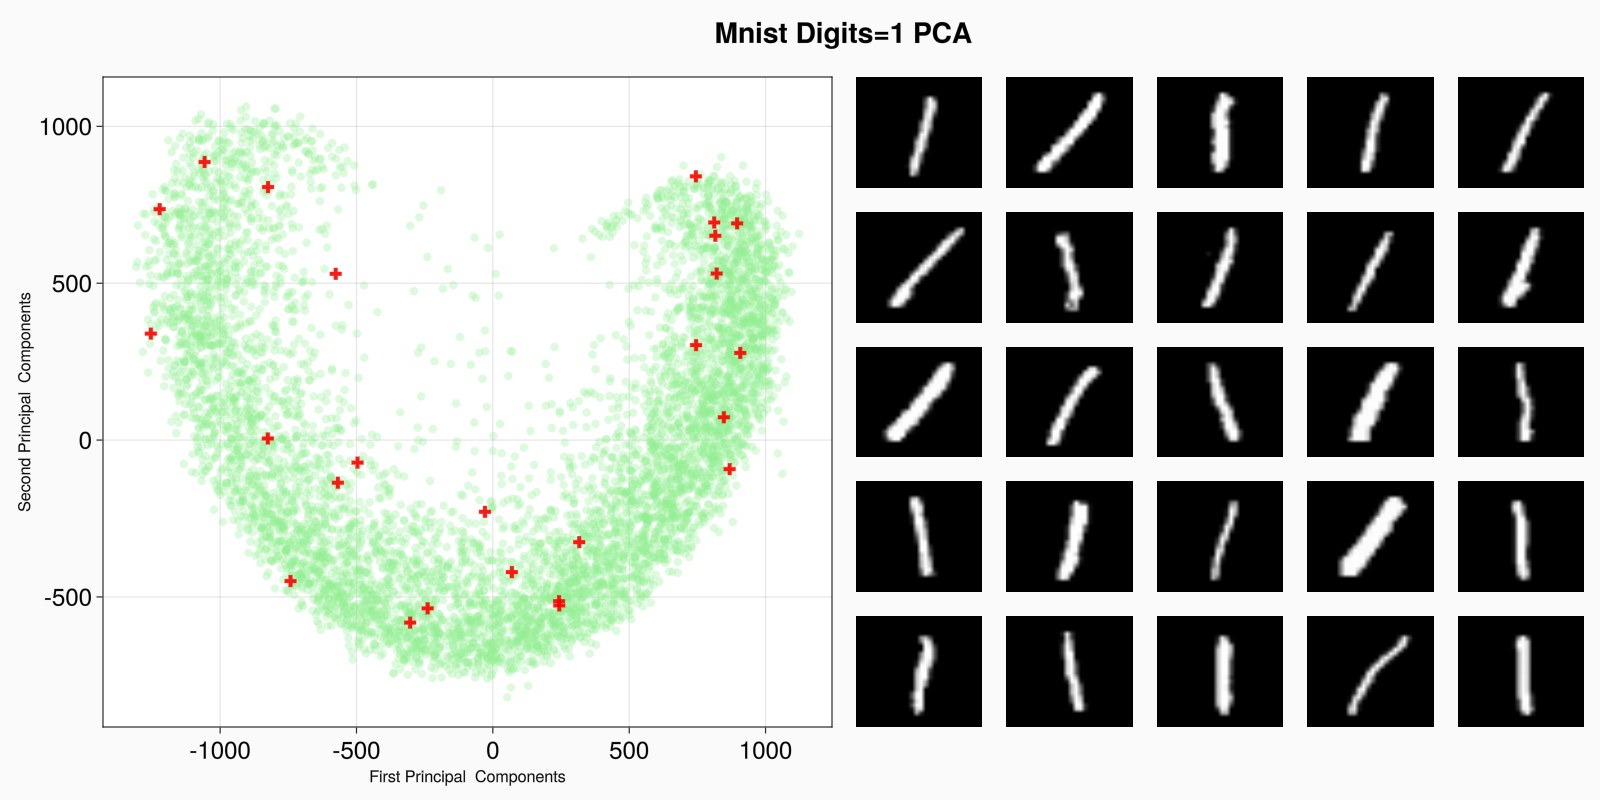 Mnist Digits=1 PCA
1000
500
0
-500
-1000 -500 0 500 1000
Second Principal  Components
First Principal  Components